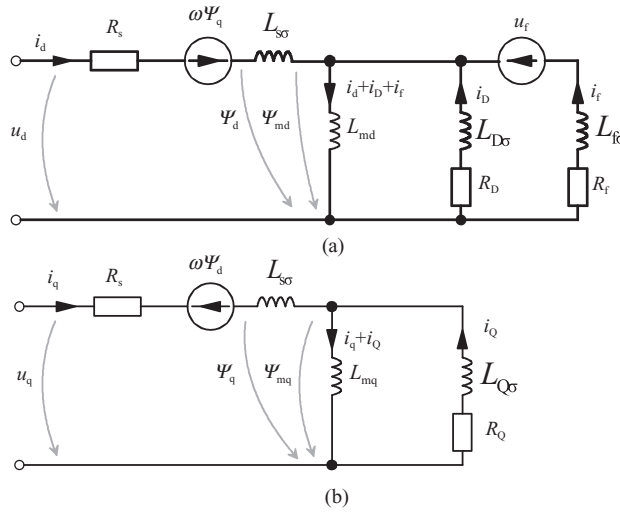 i_d R_s ωΨ_q L_sσ u_f
i_d+i_D+i_f i_D i_f
u_d Ψ_d Ψ_md L_md L_Dσ L_fσ
R_D R_f
(a)
i_q R_s ωΨ_d L_sσ
i_q+i_Q i_Q
u_q Ψ_q Ψ_mq L_mq L_Qσ
R_Q
(b)